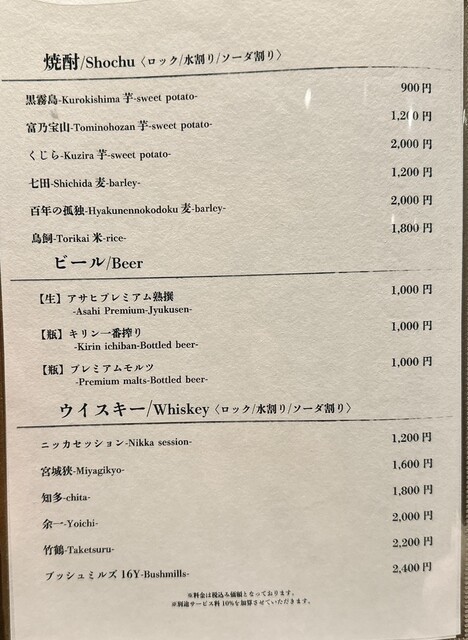 焼酎/Shochu〈ロック/水割り/ソーダ割り〉
黒霧島-Kurokishima 芋-sweet potato- 900円
富乃宝山-Tominohozan 芋-sweet potato- 1,200円
くじら-Kuzira 芋-sweet potato- 2,000円
七田-Shichida 麦-barley- 1,200円
百年の孤独-Hyakunennokodoku 麦-barley- 2,000円
鳥飼-Torikai 米-rice- 1,800円
ビール/Beer
【生】アサヒプレミアム熟撰 1,000円
-Asahi Premium-Jyukusen-
【瓶】キリン一番搾り 1,000円
-Kirin ichiban-Bottled beer-
【瓶】プレミアムモルツ 1,000円
-Premium malts-Bottled beer-
ウイスキー/Whiskey〈ロック/水割り/ソーダ割り〉
ニッカセッション-Nikka session- 1,200円
宮城狭-Miyagikyo- 1,600円
知多-chita- 1,800円
余一-Yoichi- 2,000円
竹鶴-Taketsuru- 2,200円
ブッシュミルズ 16Y-Bushmills- 2,400円
※料金は税込み価額となっております。
※別途サービス料10%を加算させていただきます。